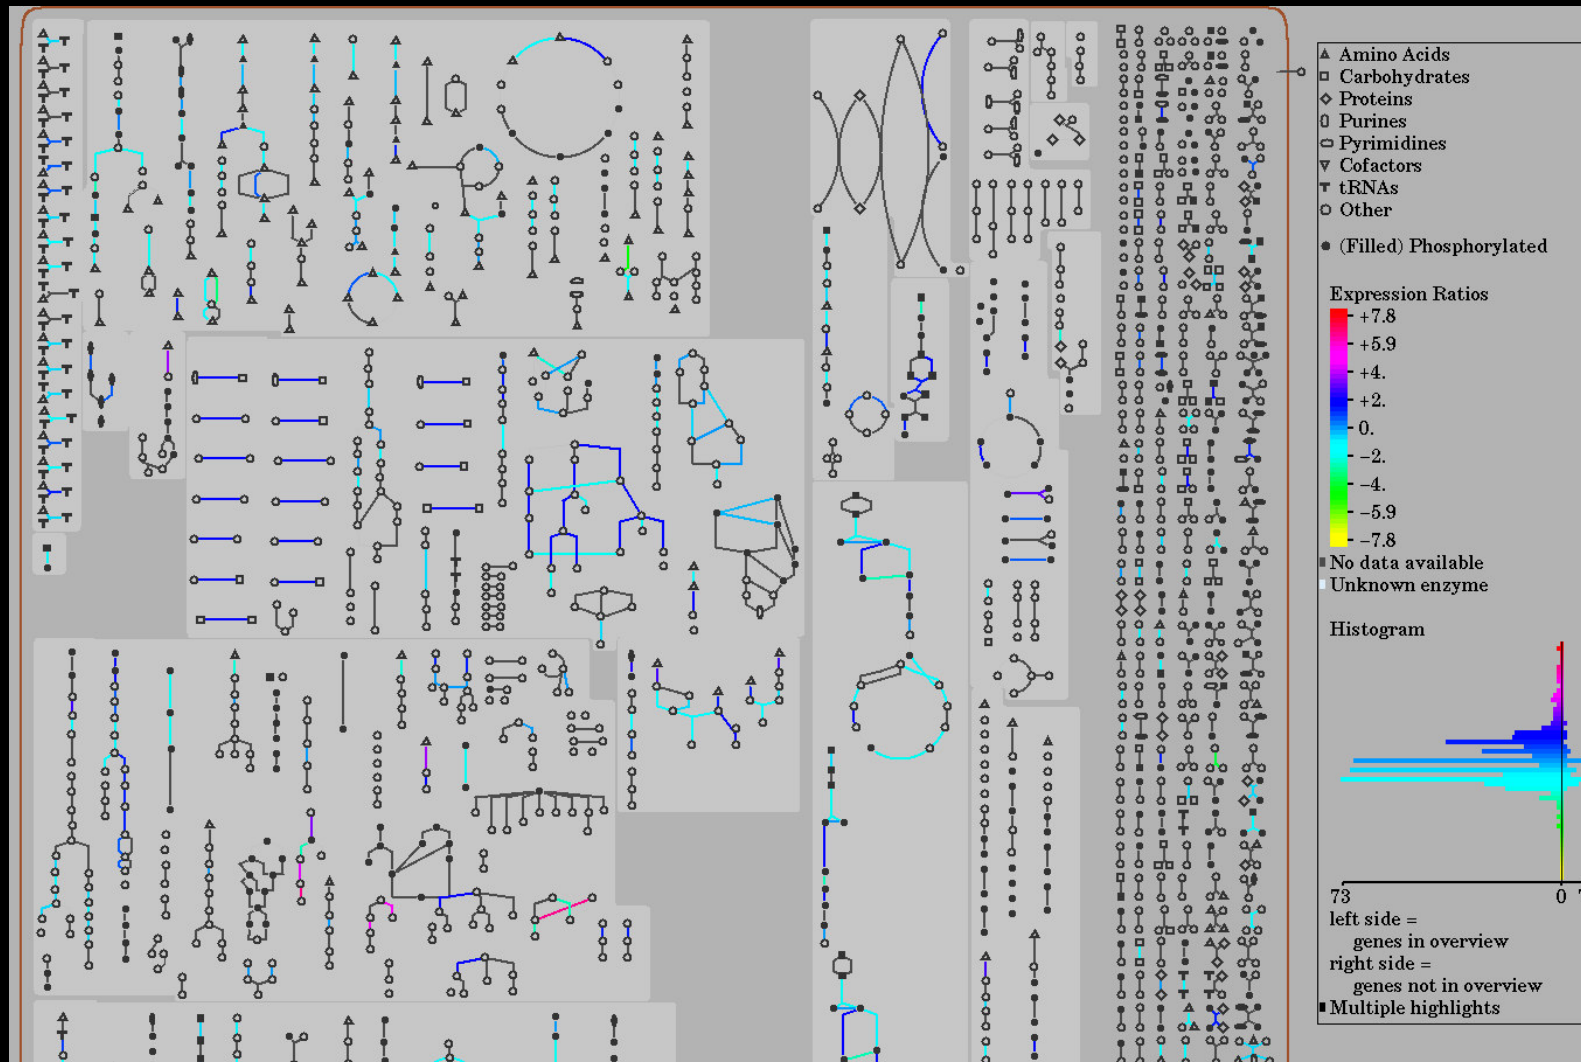 Amino Acids
Carbohydrates
Proteins
Purines
Pyrimidines
Cofactors
tRNAs
Other
(Filled) Phosphorylated
Expression Ratios
+7.8
+5.9
+4.
+2.
0.
-2.
-4.
-5.9
-7.8
No data available
Unknown enzyme
Histogram
73 0 7
left side =
genes in overview
right side =
genes not in overview
Multiple highlights